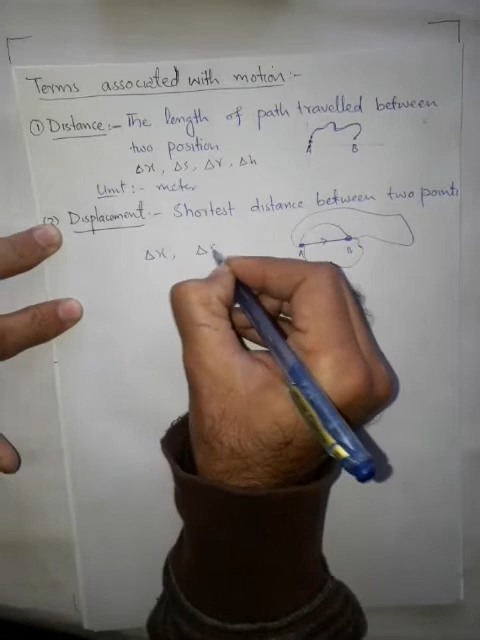 Terms associated with motion:-
① Distance:- The length of path travelled between
two position
A B
Δx, Δs, Δr, Δh
Unit:- meter
(2) Displacement:- Shortest distance between two points
A B
Δx, Δs